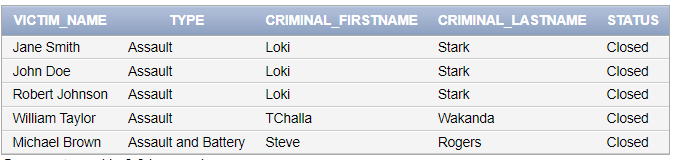 VICTIM_NAME TYPE CRIMINAL_FIRSTNAME CRIMINAL_LASTNAME STATUS
Jane Smith Assault Loki Stark Closed
John Doe Assault Loki Stark Closed
Robert Johnson Assault Loki Stark Closed
William Taylor Assault TChalla Wakanda Closed
Michael Brown Assault and Battery Steve Rogers Closed